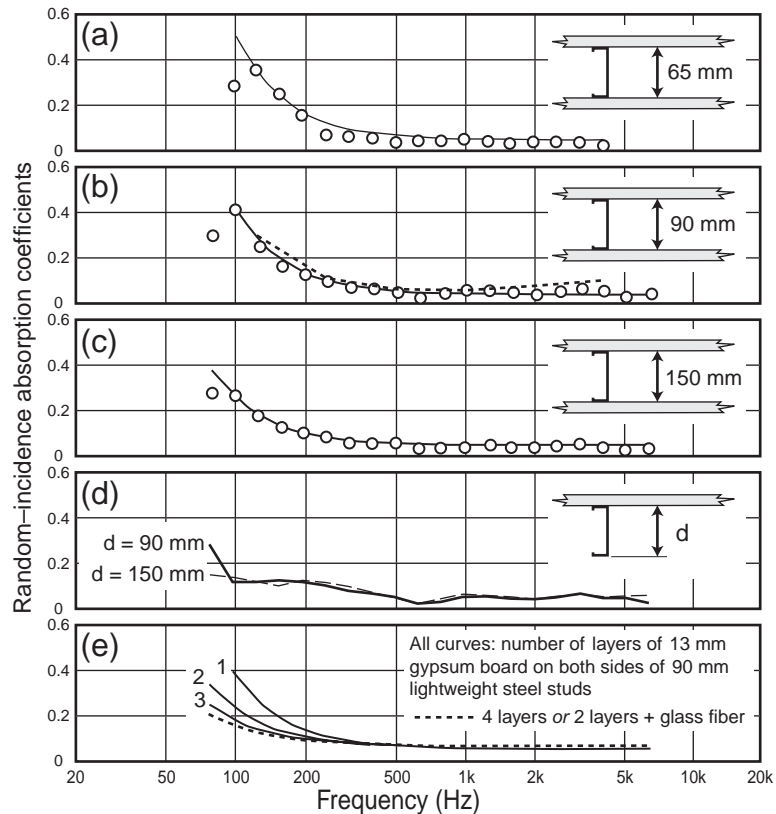 Random–incidence absorption coefficients
(a)
0.6
0.4
0.2
0
65 mm
(b)
0.6
0.4
0.2
0
90 mm
(c)
0.6
0.4
0.2
0
150 mm
(d)
0.6
0.4
0.2
0
d = 90 mm
d = 150 mm
d
(e)
0.6
0.4
0.2
0
1
2
3
All curves: number of layers of 13 mm
gypsum board on both sides of 90 mm
lightweight steel studs
4 layers or 2 layers + glass fiber
20 50 100 200 500 1k 2k 5k 10k 20k
Frequency (Hz)